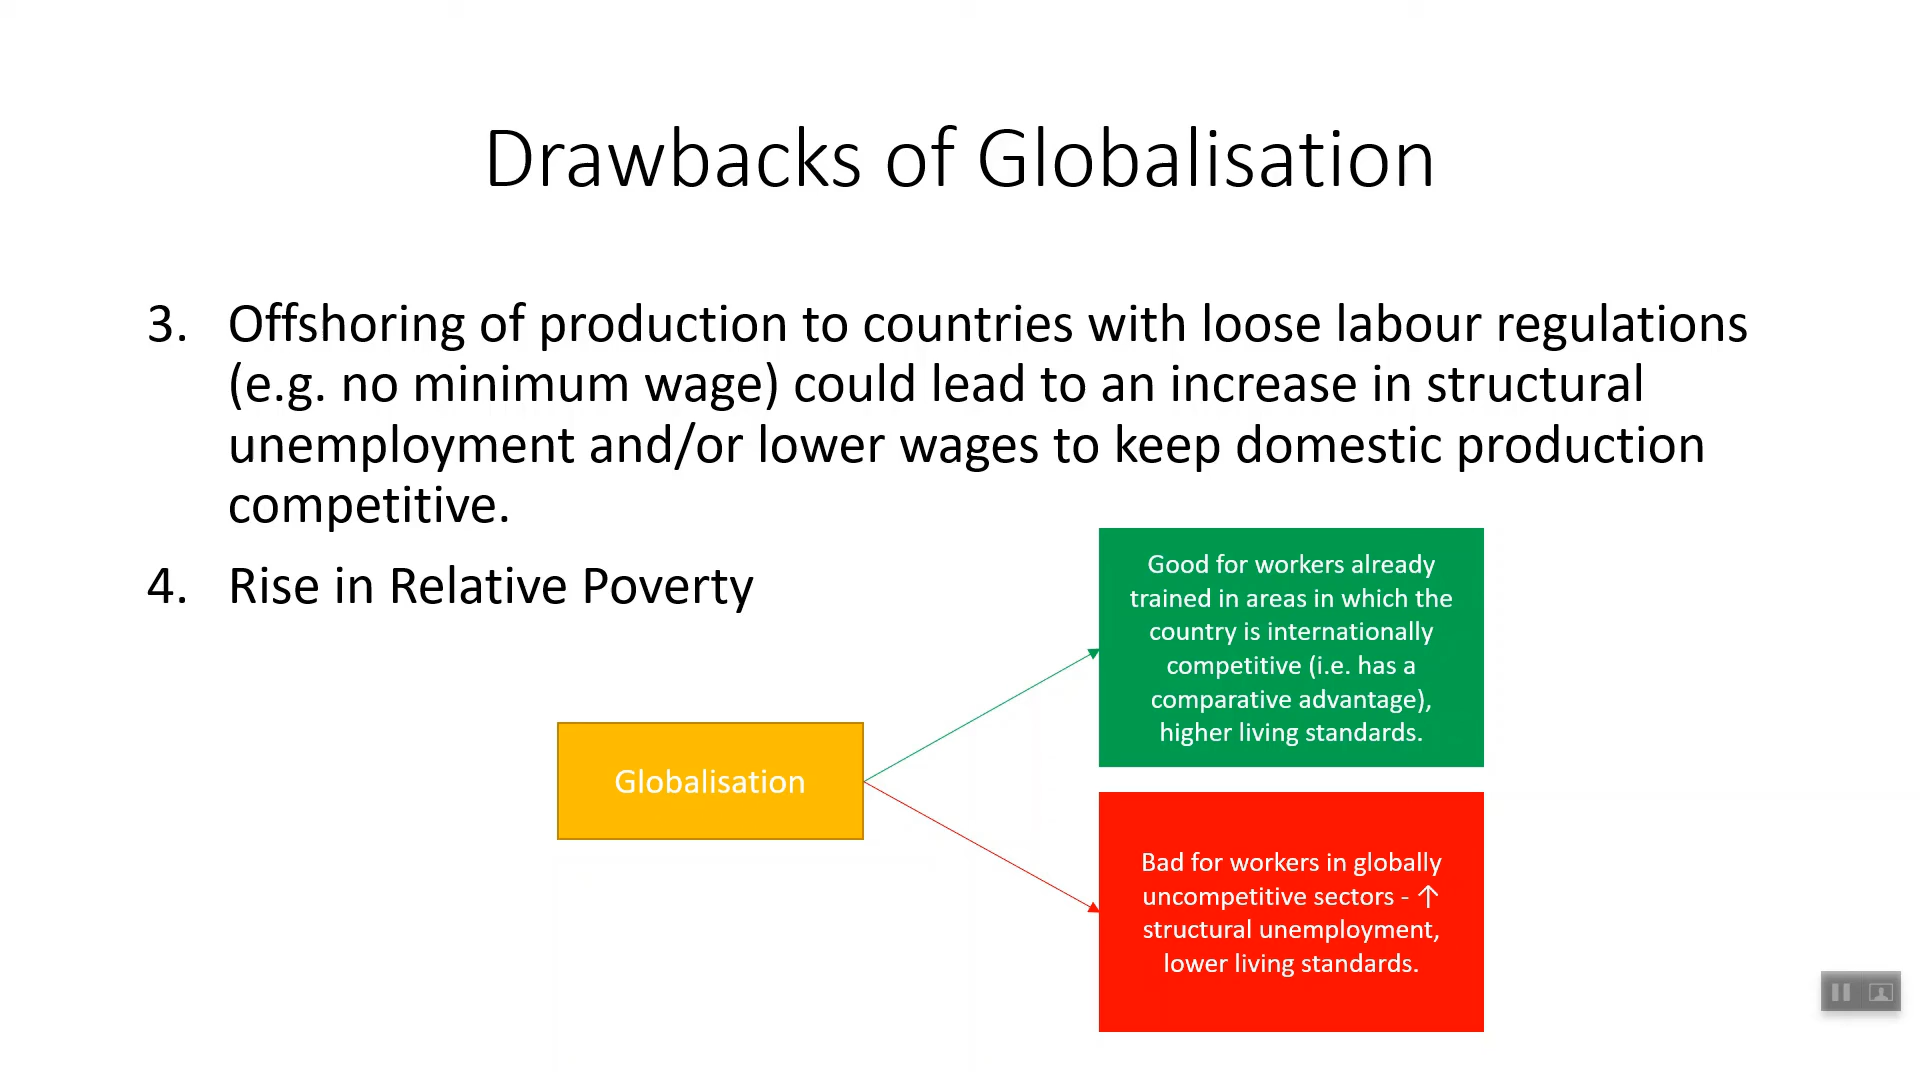 Drawbacks of Globalisation
3. Offshoring of production to countries with loose labour regulations
(e.g. no minimum wage) could lead to an increase in structural
unemployment and/or lower wages to keep domestic production
competitive.
4. Rise in Relative Poverty
Globalisation
Good for workers already
trained in areas in which the
country is internationally
competitive (i.e. has a
comparative advantage),
higher living standards.
Bad for workers in globally
uncompetitive sectors - ↑
structural unemployment,
lower living standards.